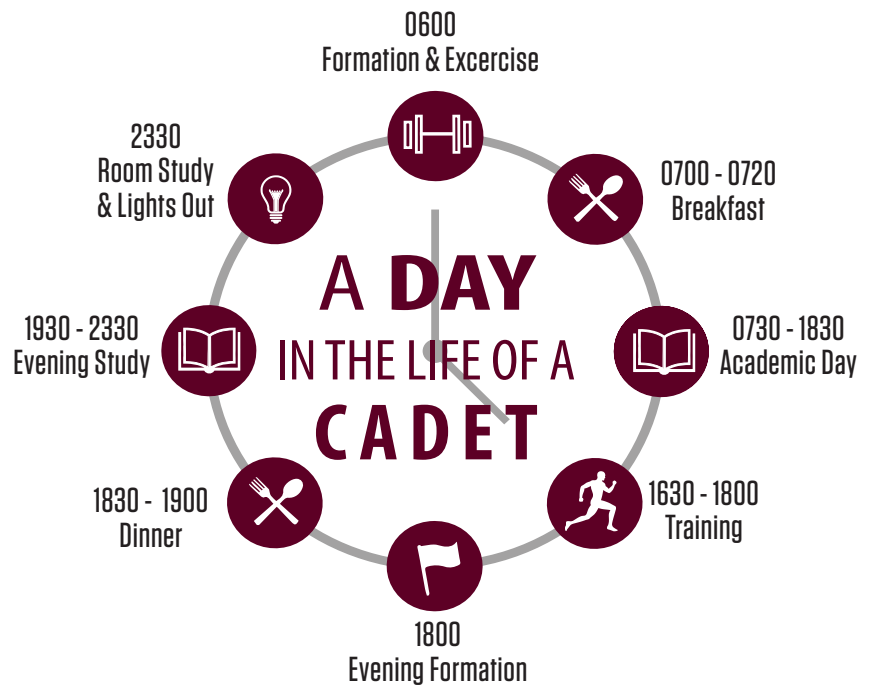 0600
Formation & Excercise
0700 - 0720
Breakfast
0730 - 1830
Academic Day
1630 - 1800
Training
1800
Evening Formation
1830 - 1900
Dinner
1930 - 2330
Evening Study
2330
Room Study
& Lights Out
A DAY
IN THE LIFE OF A
CADET